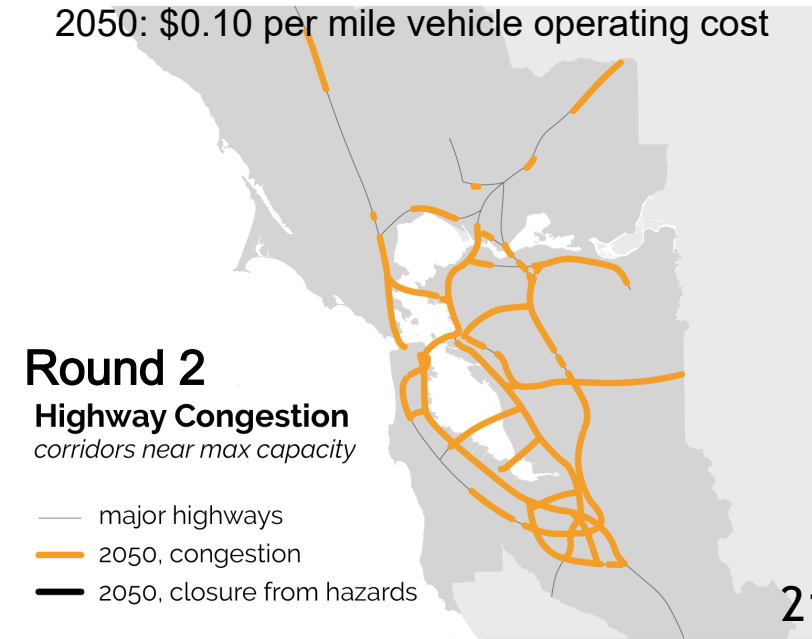 2050: $0.10 per mile vehicle operating cost
Round 2
Highway Congestion
corridors near max capacity
major highways
2050, congestion
2050, closure from hazards